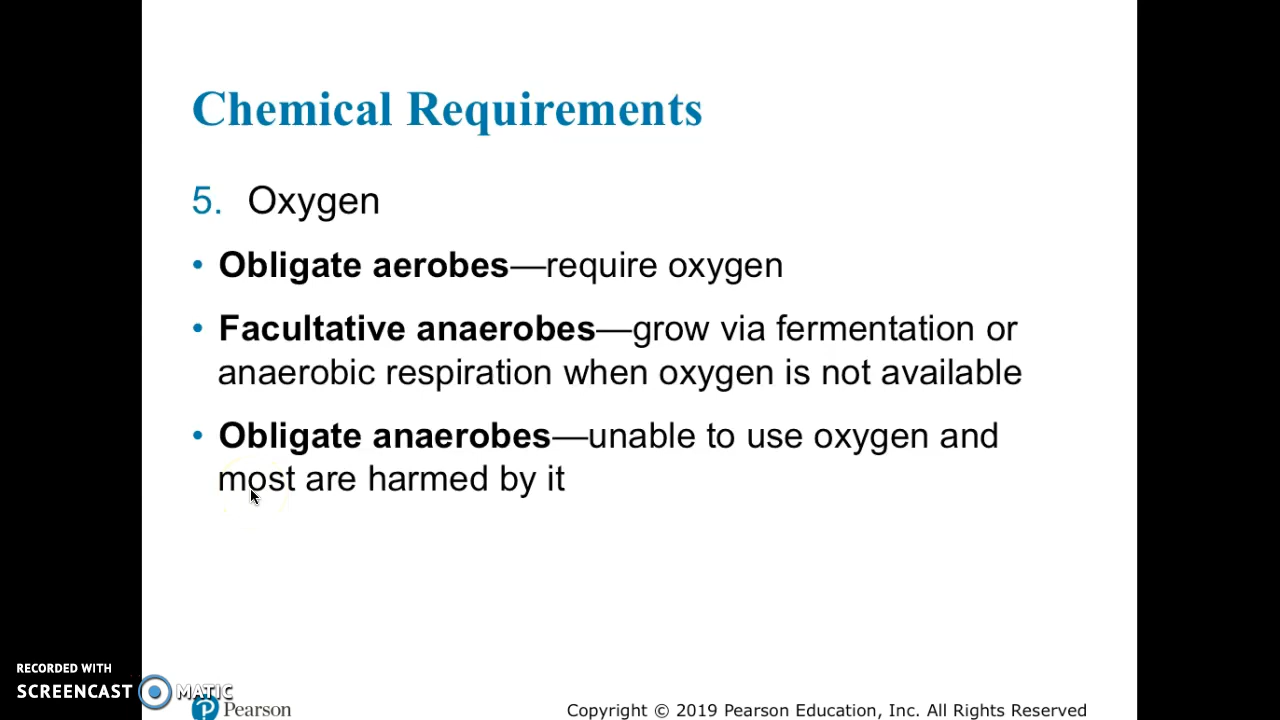 Chemical Requirements
5. Oxygen
• Obligate aerobes—require oxygen
• Facultative anaerobes—grow via fermentation or
anaerobic respiration when oxygen is not available
• Obligate anaerobes—unable to use oxygen and
most are harmed by it
RECORDED WITH
SCREENCAST MATIC
Pearson
Copyright © 2019 Pearson Education, Inc. All Rights Reserved